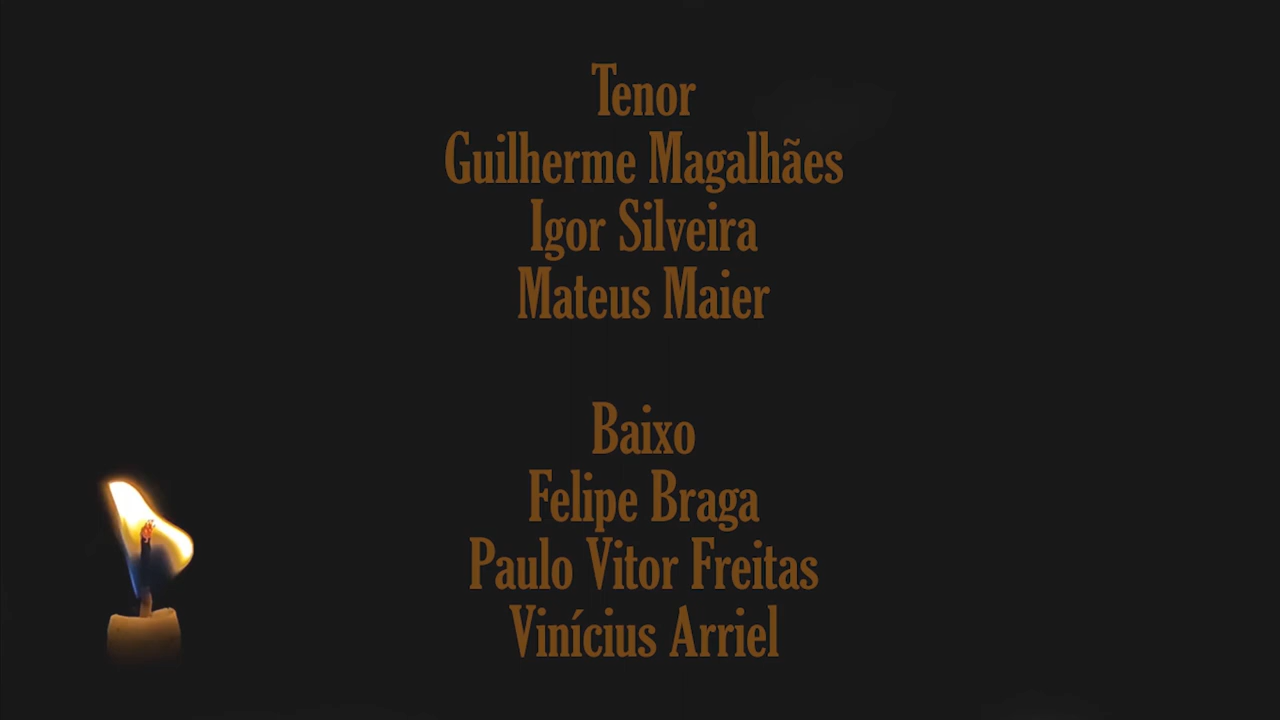 Tenor
Guilherme Magalhães
Igor Silveira
Mateus Maier
Baixo
Felipe Braga
Paulo Vitor Freitas
Vinícius Arriel